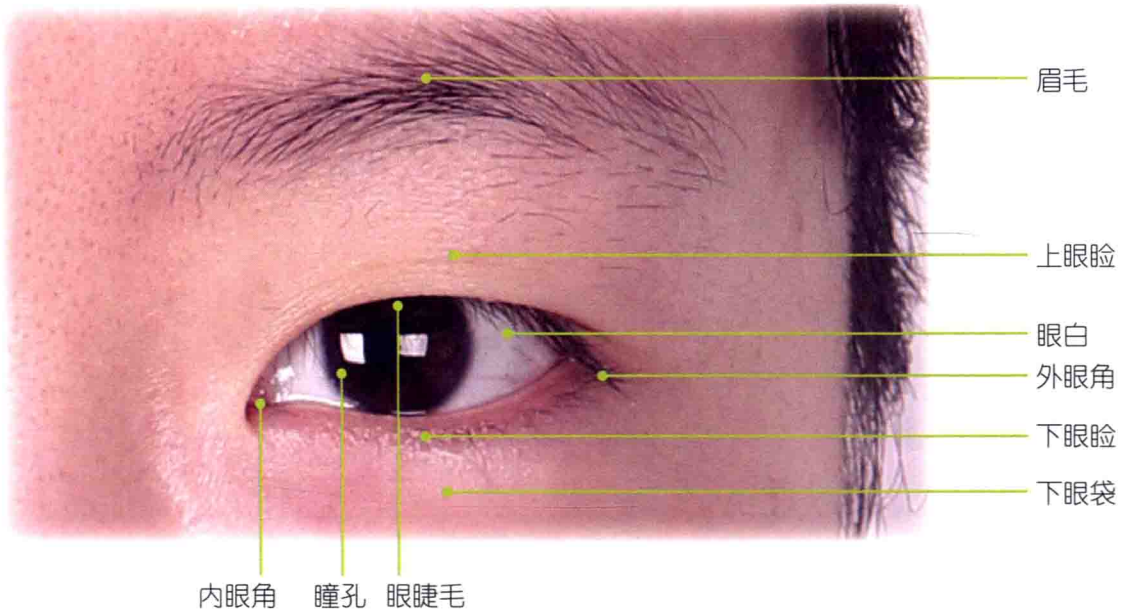 眉毛
上眼睑
眼白
外眼角
下眼睑
下眼袋
内眼角 瞳孔 眼睫毛